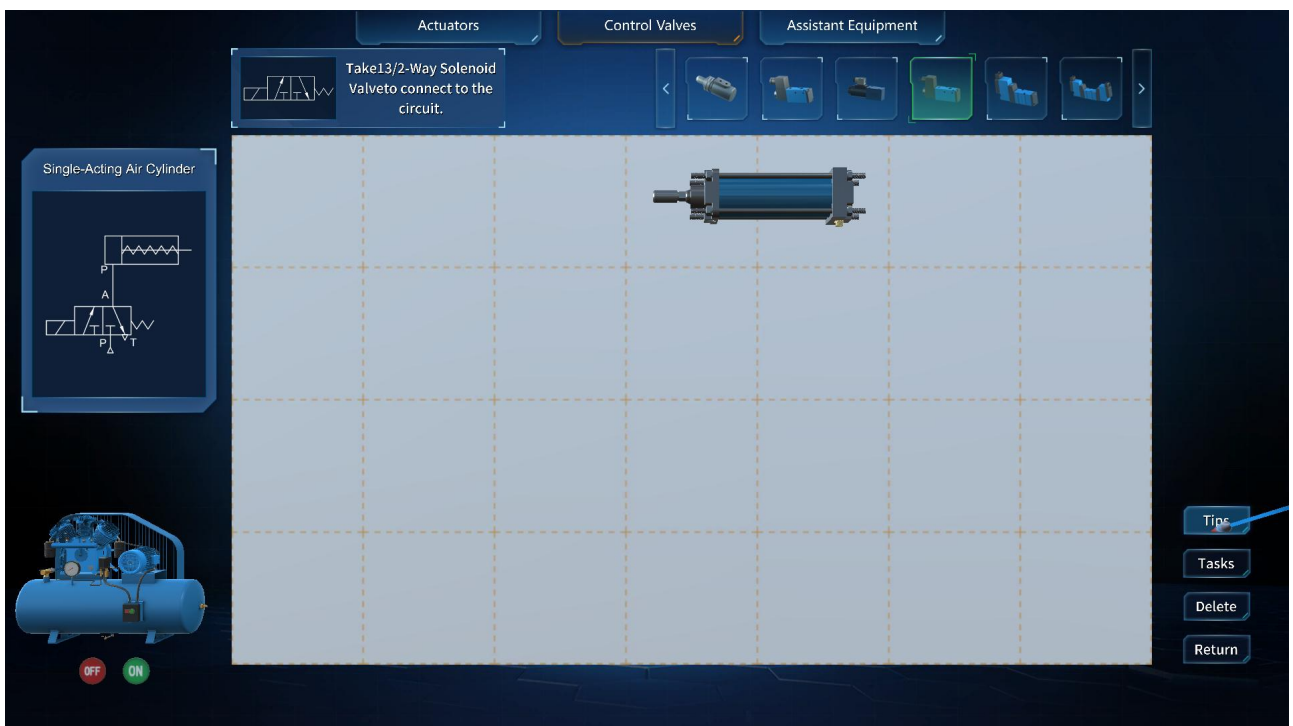 Actuators
Control Valves
Assistant Equipment
Take13/2-Way Solenoid
Valveto connect to the
circuit.
Single-Acting Air Cylinder
P
A
P
T
Tips
Tasks
Delete
Return
OFF
ON